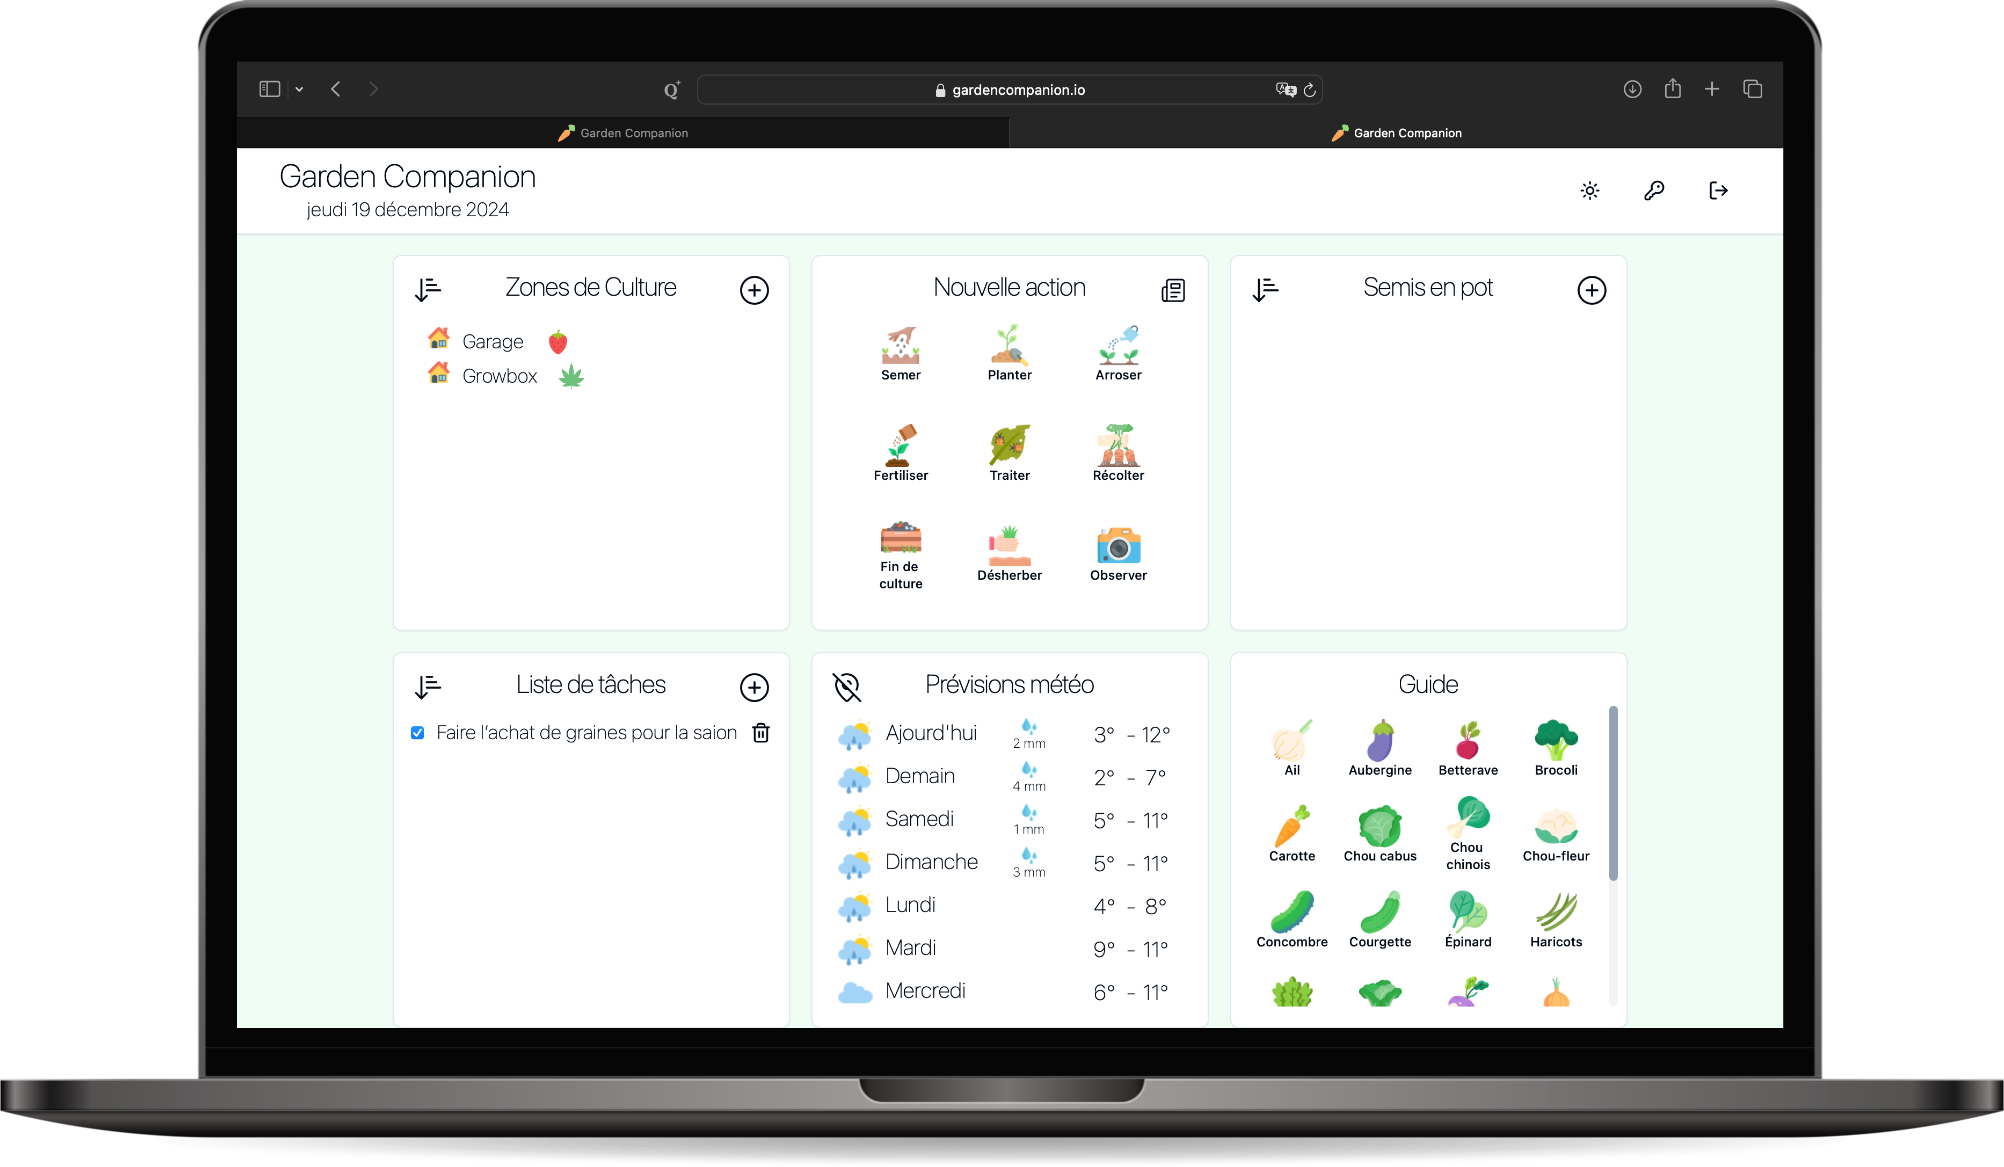 gardencompanion.io
Garden Companion
Garden Companion
Garden Companion
jeudi 19 décembre 2024
Zones de Culture
Garage
Growbox
Nouvelle action
Semer
Planter
Arroser
Fertiliser
Traiter
Récolter
Fin de
culture
Désherber
Observer
Semis en pot
Liste de tâches
Faire l'achat de graines pour la saion
Prévisions météo
Ajourd'hui 2 mm 3° - 12°
Demain 4 mm 2° - 7°
Samedi 1 mm 5° - 11°
Dimanche 3 mm 5° - 11°
Lundi 4° - 8°
Mardi 9° - 11°
Mercredi 6° - 11°
Guide
Ail Aubergine Betterave Brocoli
Carotte Chou cabus Chou chinois Chou-fleur
Concombre Courgette Épinard Haricots